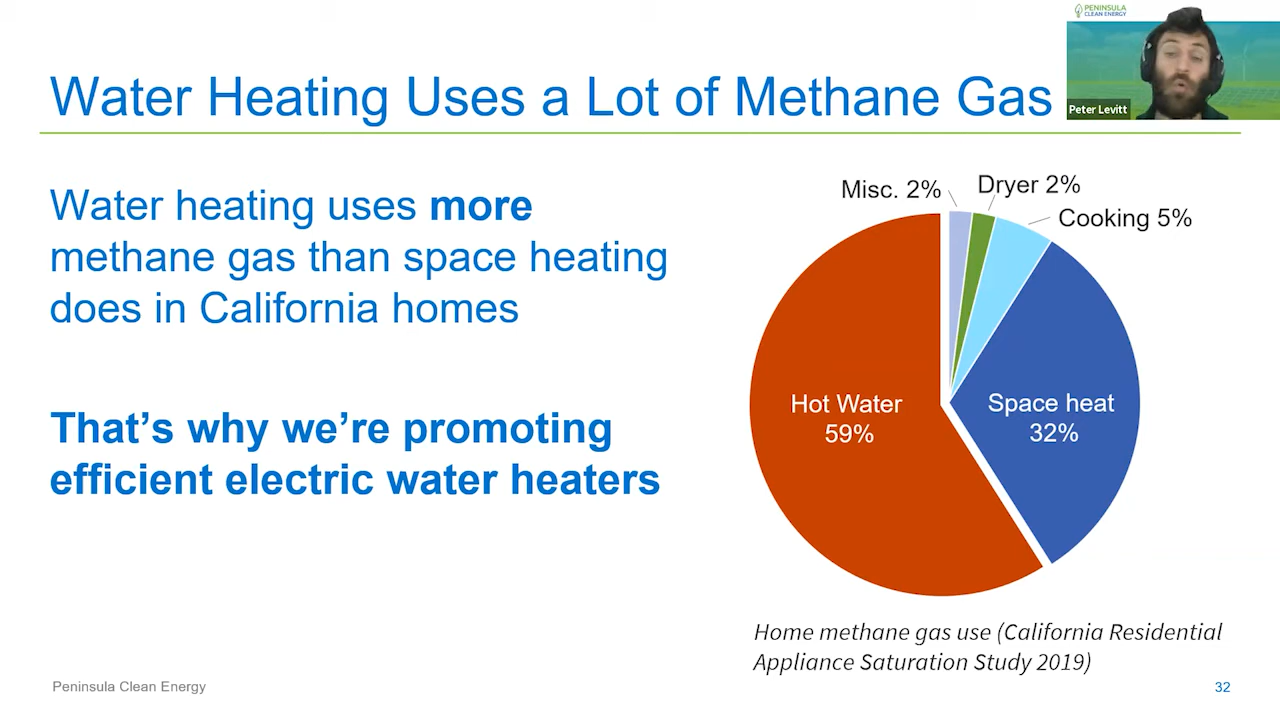 PENINSULA
CLEAN ENERGY
Peter Levitt
Water Heating Uses a Lot of Methane Gas
Water heating uses more
methane gas than space heating
does in California homes
That's why we're promoting
efficient electric water heaters
Misc. 2%
Dryer 2%
Cooking 5%
Hot Water
59%
Space heat
32%
Home methane gas use (California Residential
Appliance Saturation Study 2019)
Peninsula Clean Energy
32